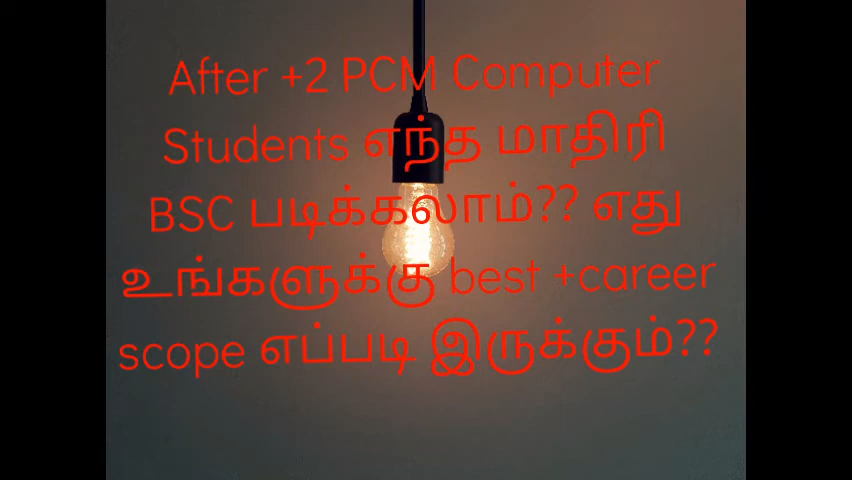 After +2 PCM Computer
Students எந்த மாதிரி
BSC படிக்கலாம்?? எது
உங்களுக்கு best +career
scope எப்படி இருக்கும்??